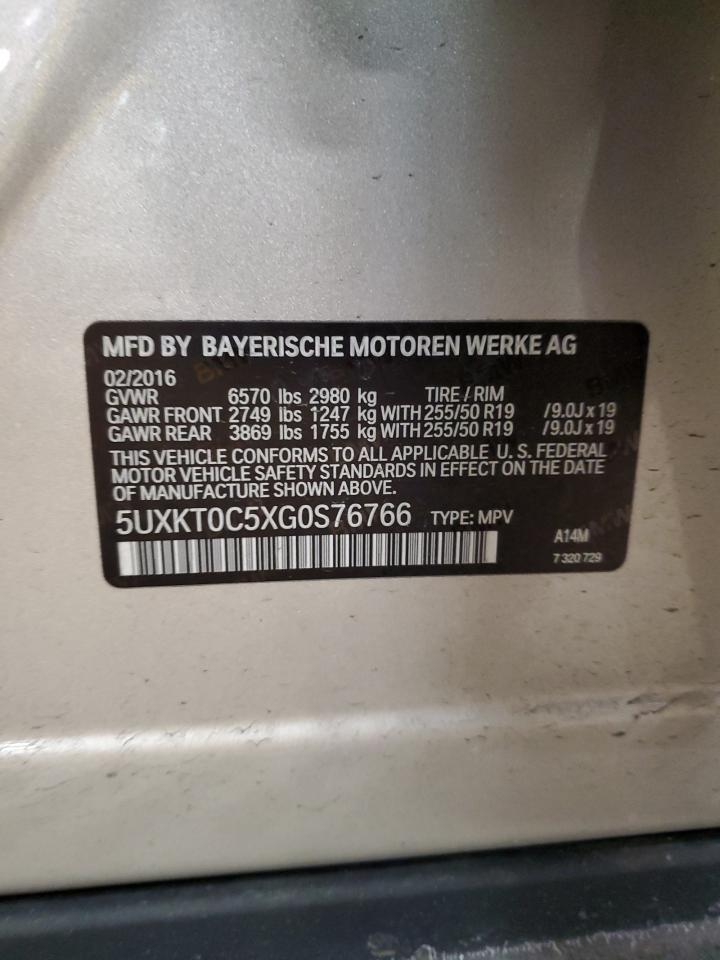 MFD BY BAYERISCHE MOTOREN WERKE AG
02/2016
GVWR 6570 lbs 2980 kg TIRE / RIM
GAWR FRONT 2749 lbs 1247 kg WITH 255/50 R19 /9.0J x 19
GAWR REAR 3869 lbs 1755 kg WITH 255/50 R19 /9.0J x 19
THIS VEHICLE CONFORMS TO ALL APPLICABLE U.S. FEDERAL
MOTOR VEHICLE SAFETY STANDARDS IN EFFECT ON THE DATE
OF MANUFACTURE SHOWN ABOVE.
5UXKT0C5XG0S76766 TYPE: MPV
A14M
7 320 729